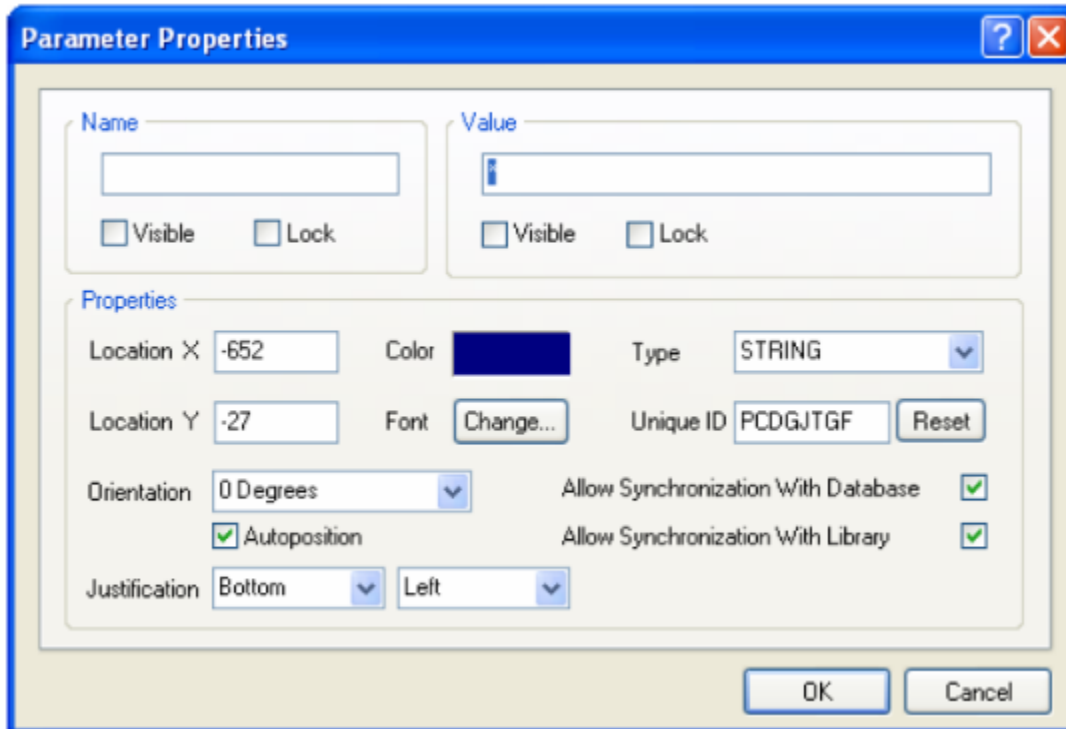 Parameter Properties
Name
Value
*
Visible
Lock
Visible
Lock
Properties
Location X -652 Color Type STRING
Location Y -27 Font Change... Unique ID PCDGJTGF Reset
Orientation 0 Degrees Allow Synchronization With Database
Autoposition Allow Synchronization With Library
Justification Bottom Left
OK Cancel